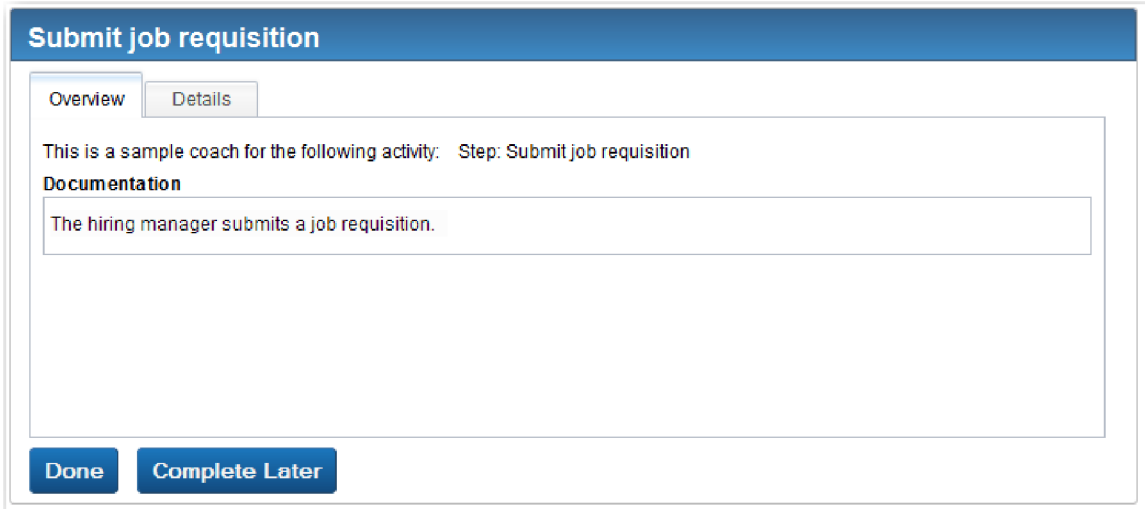 Submit job requisition
Overview Details
This is a sample coach for the following activity: Step: Submit job requisition
Documentation
The hiring manager submits a job requisition.
Done Complete Later